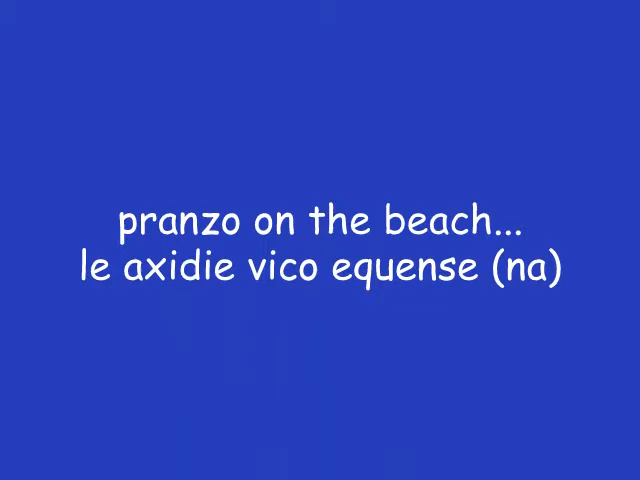 pranzo on the beach...
le axidie vico equense (na)